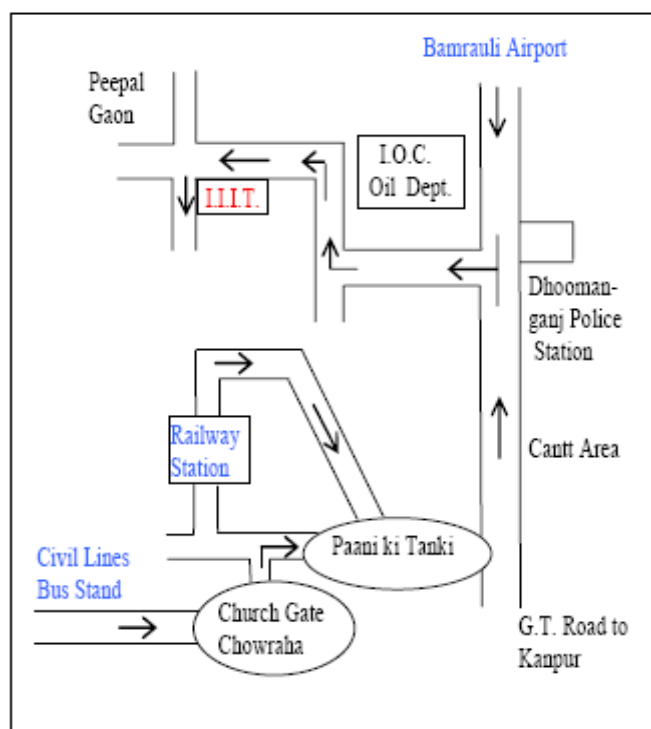 Bamrauli Airport
Peepal
Gaon
I.O.C.
Oil Dept.
I.I.I.T.
Dhooman-
ganj Police
Station
Railway
Station
Cantt Area
Paani ki Tanki
Civil Lines
Bus Stand
Church Gate
Chowraha
G.T. Road to
Kanpur